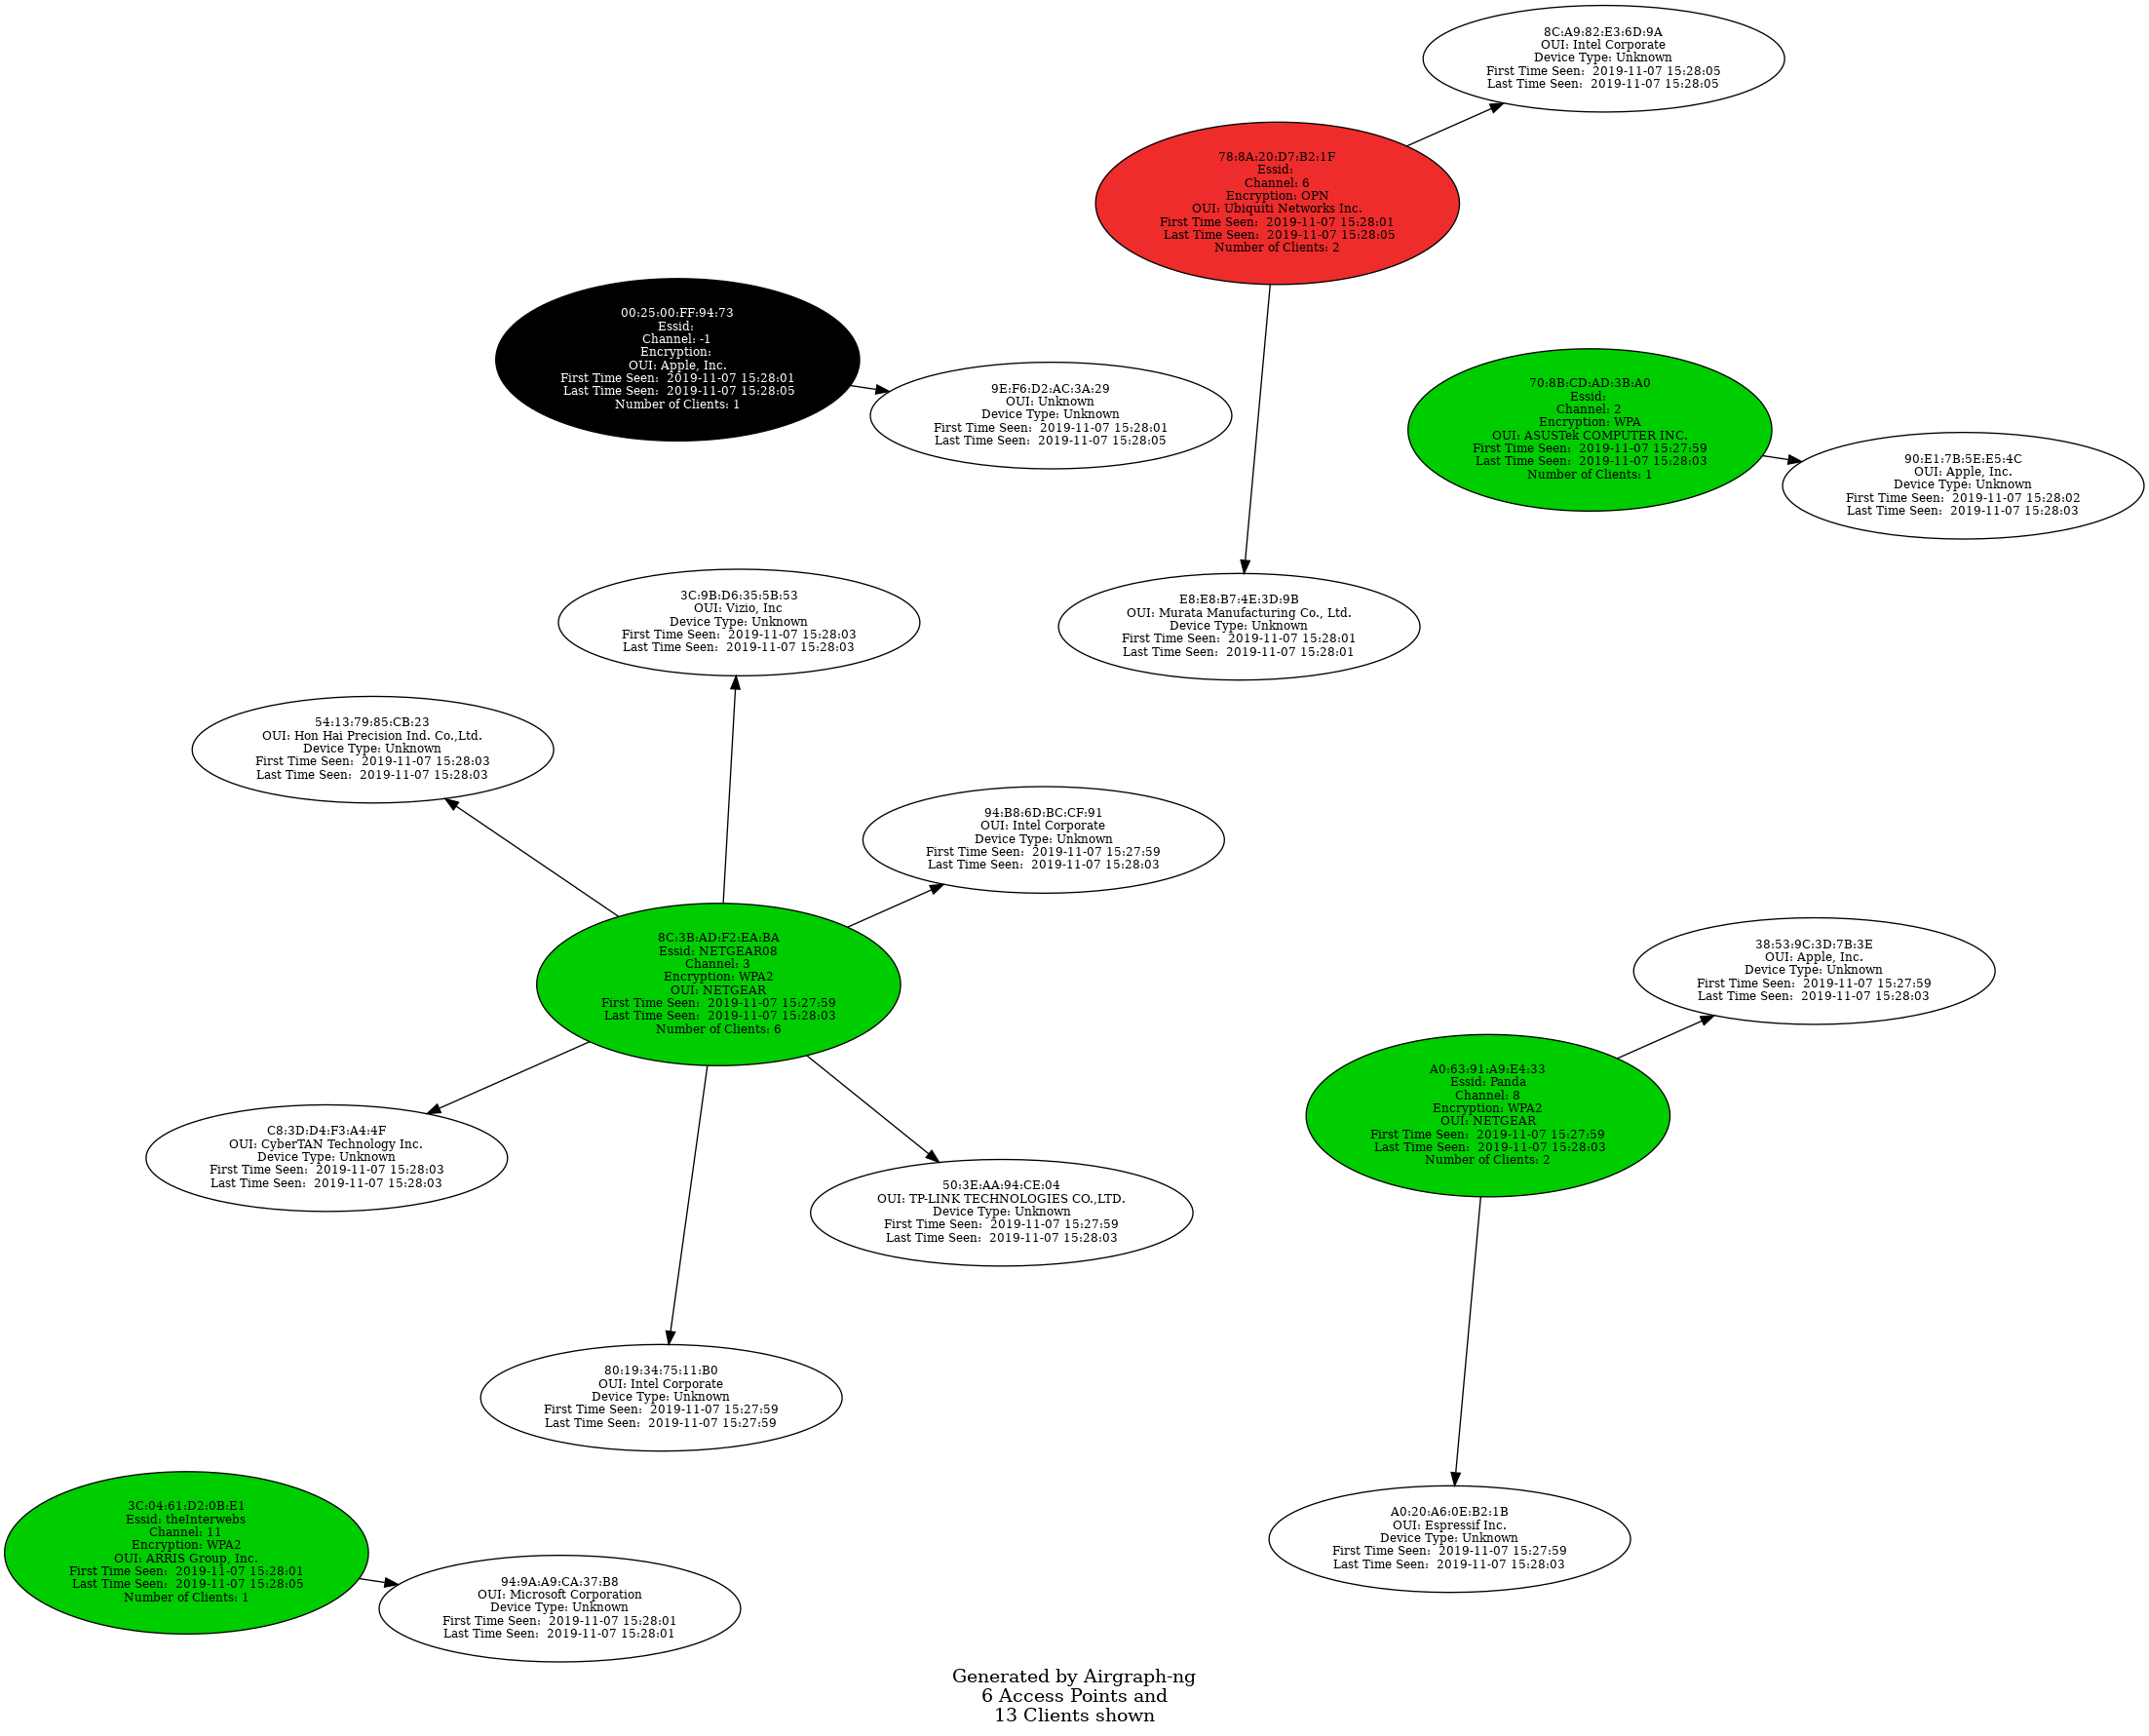 8C:A9:82:E3:6D:9A
OUI: Intel Corporate
Device Type: Unknown
First Time Seen: 2019-11-07 15:28:05
Last Time Seen: 2019-11-07 15:28:05
78:8A:20:D7:B2:1F
Essid:
Channel: 6
Encryption: OPN
OUI: Ubiquiti Networks Inc.
First Time Seen: 2019-11-07 15:28:01
Last Time Seen: 2019-11-07 15:28:05
Number of Clients: 2
00:25:00:FF:94:73
Essid:
Channel: -1
Encryption:
OUI: Apple, Inc.
First Time Seen: 2019-11-07 15:28:01
Last Time Seen: 2019-11-07 15:28:05
Number of Clients: 1
9E:F6:D2:AC:3A:29
OUI: Unknown
Device Type: Unknown
First Time Seen: 2019-11-07 15:28:01
Last Time Seen: 2019-11-07 15:28:05
70:8B:CD:AD:3B:A0
Essid:
Channel: 2
Encryption: WPA
OUI: ASUSTek COMPUTER INC.
First Time Seen: 2019-11-07 15:27:59
Last Time Seen: 2019-11-07 15:28:03
Number of Clients: 1
90:E1:7B:5E:E5:4C
OUI: Apple, Inc.
Device Type: Unknown
First Time Seen: 2019-11-07 15:28:02
Last Time Seen: 2019-11-07 15:28:03
3C:9B:D6:35:5B:53
OUI: Vizio, Inc
Device Type: Unknown
First Time Seen: 2019-11-07 15:28:03
Last Time Seen: 2019-11-07 15:28:03
E8:E8:B7:4E:3D:9B
OUI: Murata Manufacturing Co., Ltd.
Device Type: Unknown
First Time Seen: 2019-11-07 15:28:01
Last Time Seen: 2019-11-07 15:28:01
54:13:79:85:CB:23
OUI: Hon Hai Precision Ind. Co.,Ltd.
Device Type: Unknown
First Time Seen: 2019-11-07 15:28:03
Last Time Seen: 2019-11-07 15:28:03
94:B8:6D:BC:CF:91
OUI: Intel Corporate
Device Type: Unknown
First Time Seen: 2019-11-07 15:27:59
Last Time Seen: 2019-11-07 15:28:03
8C:3B:AD:F2:EA:BA
Essid: NETGEAR08
Channel: 3
Encryption: WPA2
OUI: NETGEAR
First Time Seen: 2019-11-07 15:27:59
Last Time Seen: 2019-11-07 15:28:03
Number of Clients: 6
38:53:9C:3D:7B:3E
OUI: Apple, Inc.
Device Type: Unknown
First Time Seen: 2019-11-07 15:27:59
Last Time Seen: 2019-11-07 15:28:03
A0:63:91:A9:E4:33
Essid: Panda
Channel: 8
Encryption: WPA2
OUI: NETGEAR
First Time Seen: 2019-11-07 15:27:59
Last Time Seen: 2019-11-07 15:28:03
Number of Clients: 2
C8:3D:D4:F3:A4:4F
OUI: CyberTAN Technology Inc.
Device Type: Unknown
First Time Seen: 2019-11-07 15:28:03
Last Time Seen: 2019-11-07 15:28:03
50:3E:AA:94:CE:04
OUI: TP-LINK TECHNOLOGIES CO.,LTD.
Device Type: Unknown
First Time Seen: 2019-11-07 15:27:59
Last Time Seen: 2019-11-07 15:28:03
80:19:34:75:11:B0
OUI: Intel Corporate
Device Type: Unknown
First Time Seen: 2019-11-07 15:27:59
Last Time Seen: 2019-11-07 15:27:59
3C:04:61:D2:0B:E1
Essid: theInterwebs
Channel: 11
Encryption: WPA2
OUI: ARRIS Group, Inc.
First Time Seen: 2019-11-07 15:28:01
Last Time Seen: 2019-11-07 15:28:05
Number of Clients: 1
94:9A:A9:CA:37:B8
OUI: Microsoft Corporation
Device Type: Unknown
First Time Seen: 2019-11-07 15:28:01
Last Time Seen: 2019-11-07 15:28:01
A0:20:A6:0E:B2:1B
OUI: Espressif Inc.
Device Type: Unknown
First Time Seen: 2019-11-07 15:27:59
Last Time Seen: 2019-11-07 15:28:03
Generated by Airgraph-ng
6 Access Points and
13 Clients shown